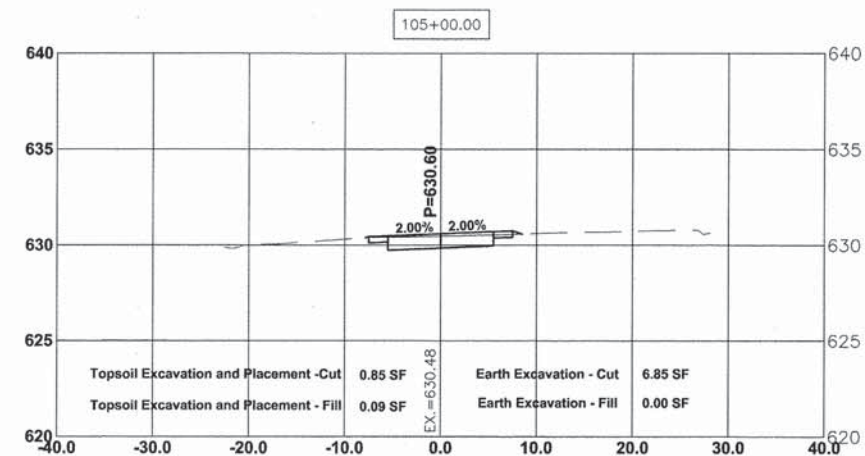 105+00.00
640 640
635 635
P=630.60
2.00% 2.00%
630 630
625 625
EX.=630.48
Topsoil Excavation and Placement -Cut 0.85 SF Earth Excavation - Cut 6.85 SF
Topsoil Excavation and Placement - Fill 0.09 SF Earth Excavation - Fill 0.00 SF
620 620
-40.0 -30.0 -20.0 -10.0 0.0 10.0 20.0 30.0 40.0